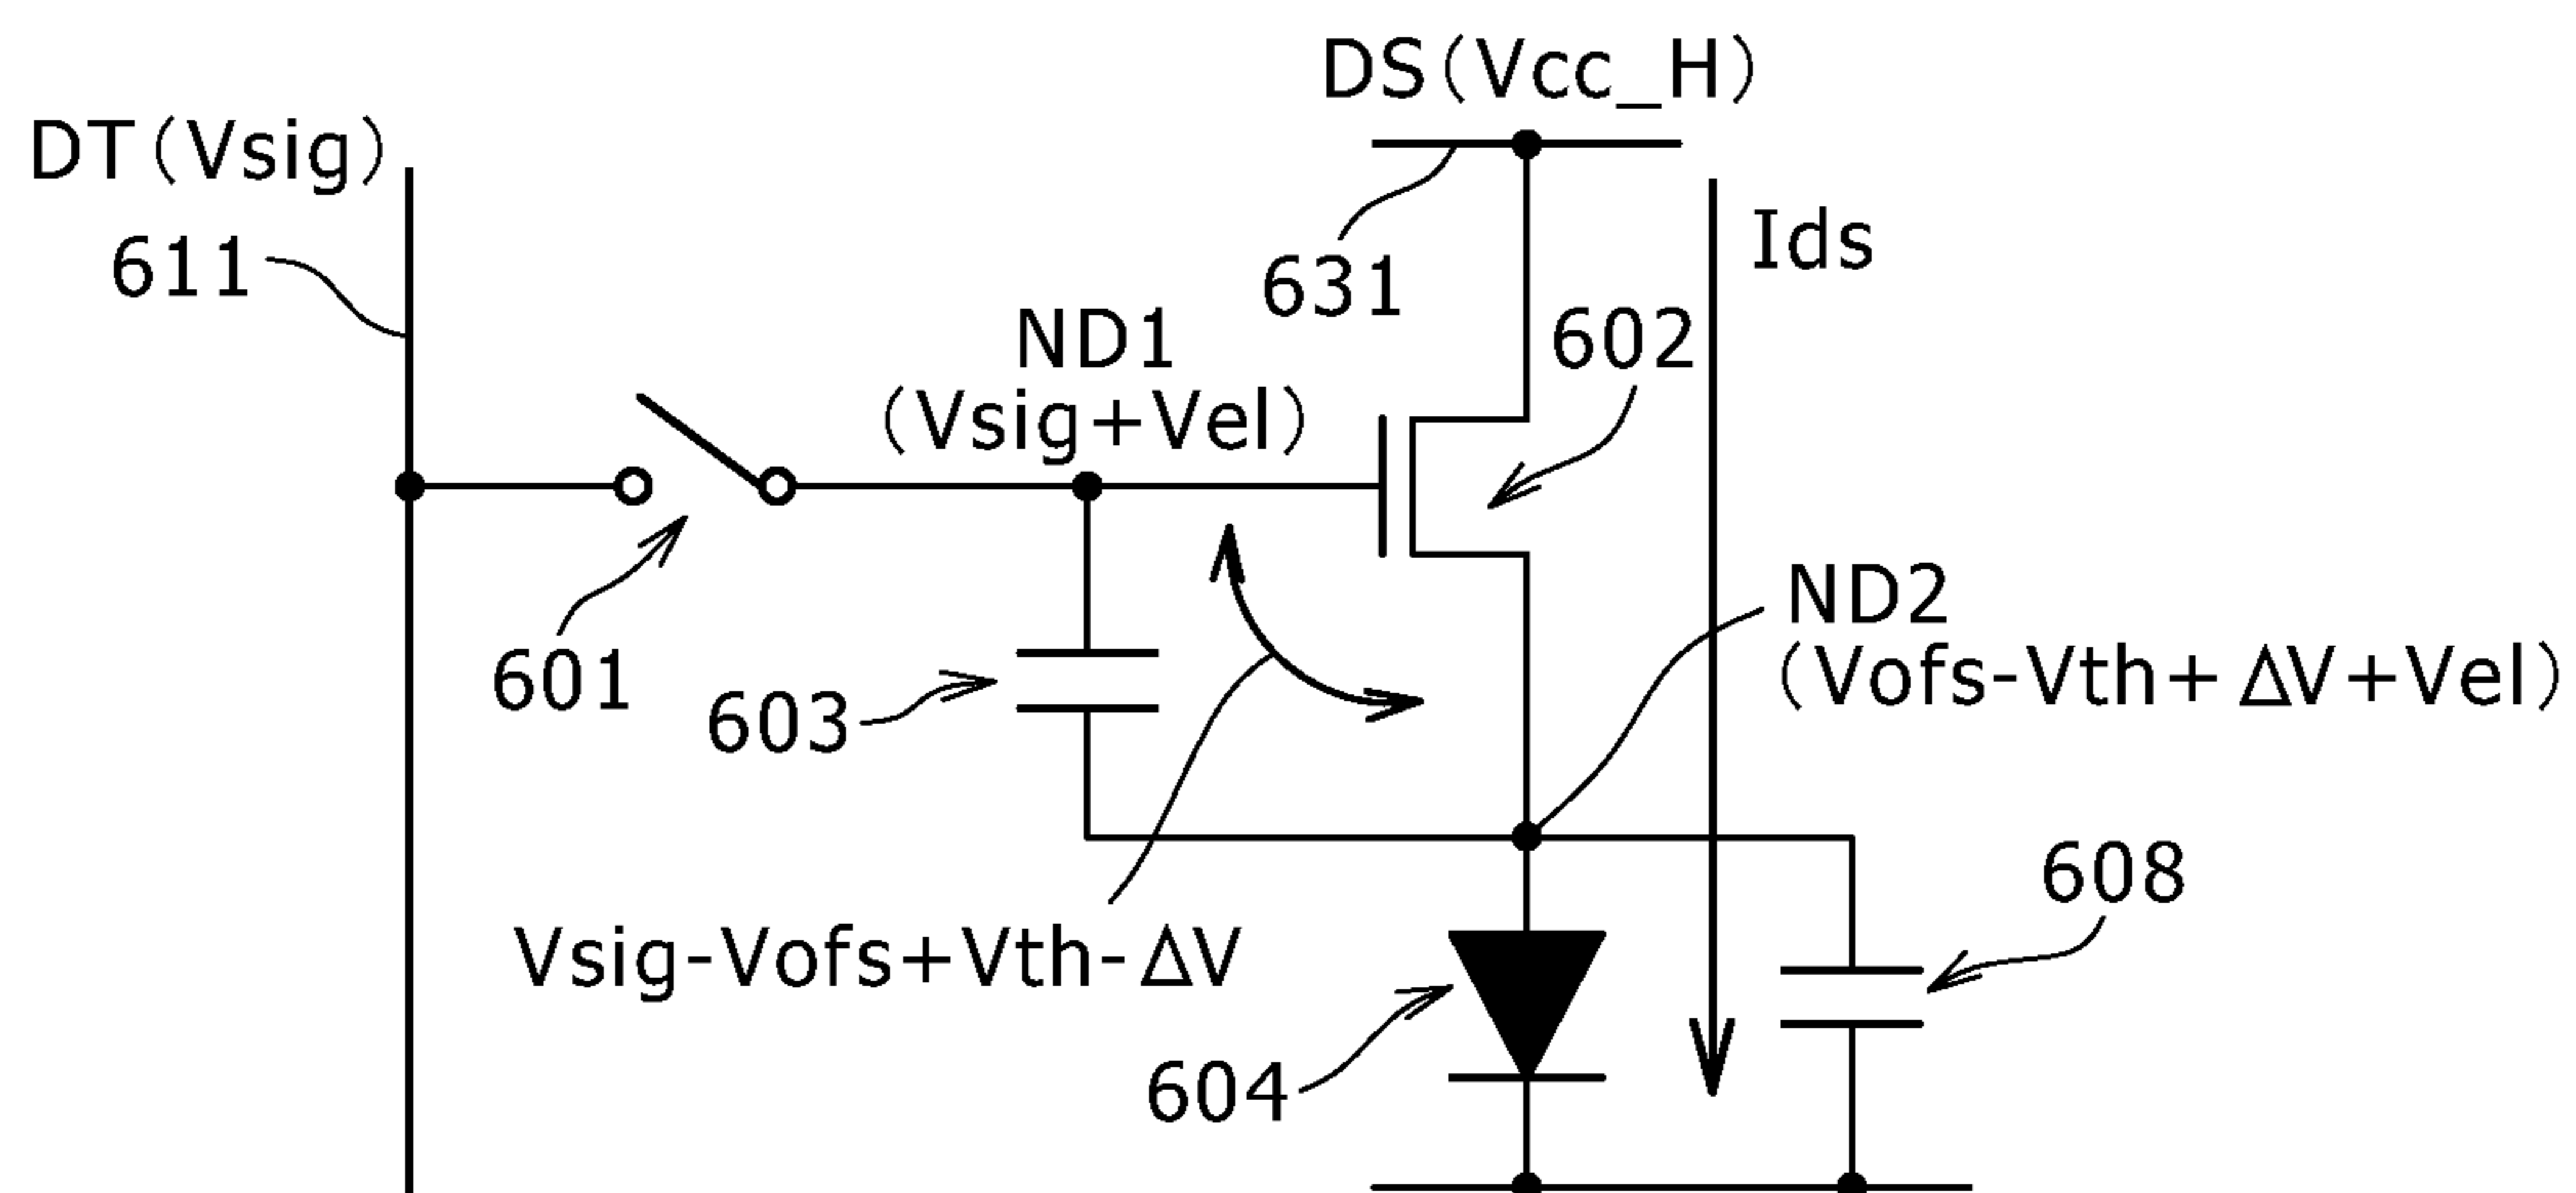 DS(Vcc_H)
DT(Vsig)
Ids
611
631
ND1
(Vsig+Vel)
602
ND2
(Vofs-Vth+ΔV+Vel)
601
603
608
Vsig-Vofs+Vth-ΔV
604